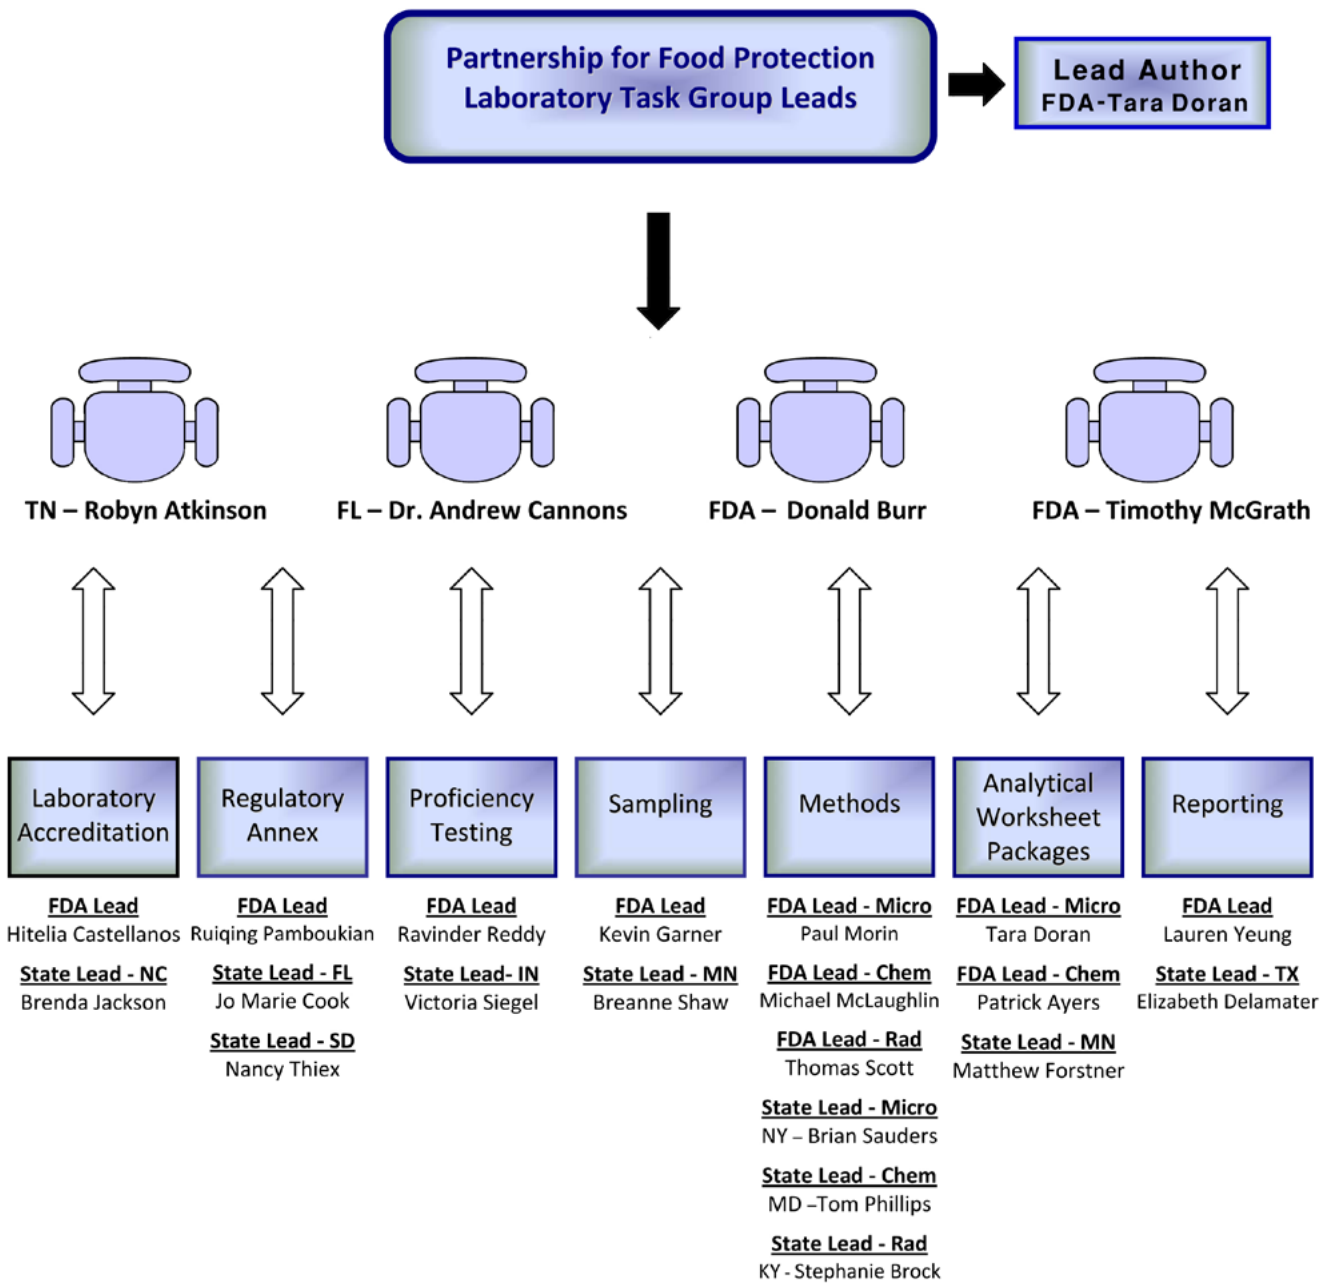 Partnership for Food Protection
Laboratory Task Group Leads
Lead Author
FDA-Tara Doran
TN – Robyn Atkinson
FL – Dr. Andrew Cannons
FDA – Donald Burr
FDA – Timothy McGrath
Laboratory
Accreditation
FDA Lead
Hitelia Castellanos
State Lead - NC
Brenda Jackson
Regulatory
Annex
FDA Lead
Ruiqing Pamboukian
State Lead - FL
Jo Marie Cook
State Lead - SD
Nancy Thiex
Proficiency
Testing
FDA Lead
Ravinder Reddy
State Lead- IN
Victoria Siegel
Sampling
FDA Lead
Kevin Garner
State Lead - MN
Breanne Shaw
Methods
FDA Lead - Micro
Paul Morin
FDA Lead - Chem
Michael McLaughlin
FDA Lead - Rad
Thomas Scott
State Lead - Micro
NY – Brian Sauders
State Lead - Chem
MD –Tom Phillips
State Lead - Rad
KY - Stephanie Brock
Analytical
Worksheet
Packages
FDA Lead - Micro
Tara Doran
FDA Lead - Chem
Patrick Ayers
State Lead - MN
Matthew Forstner
Reporting
FDA Lead
Lauren Yeung
State Lead - TX
Elizabeth Delamater